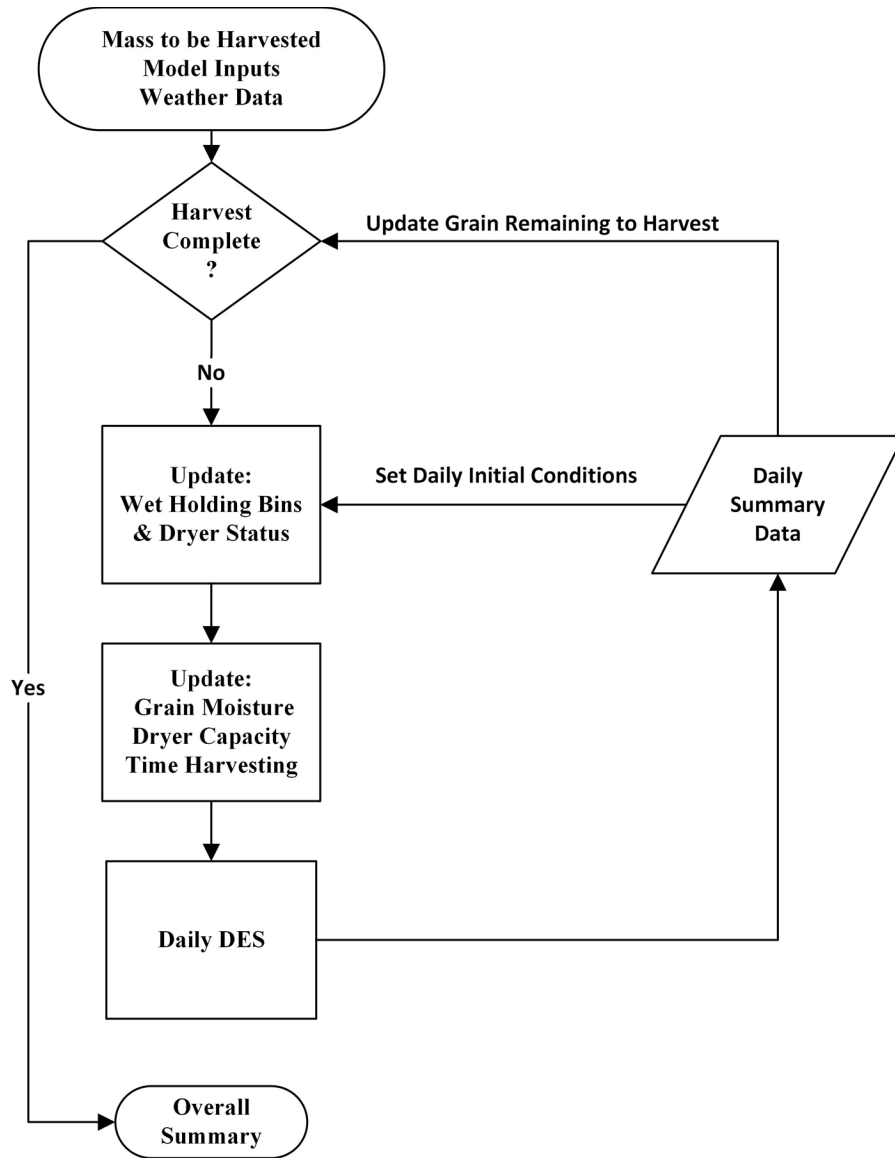 Mass to be Harvested
Model Inputs
Weather Data
Harvest
Complete
?
Update Grain Remaining to Harvest
No
Update:
Wet Holding Bins
& Dryer Status
Set Daily Initial Conditions
Daily
Summary
Data
Update:
Grain Moisture
Dryer Capacity
Time Harvesting
Yes
Daily DES
Overall
Summary